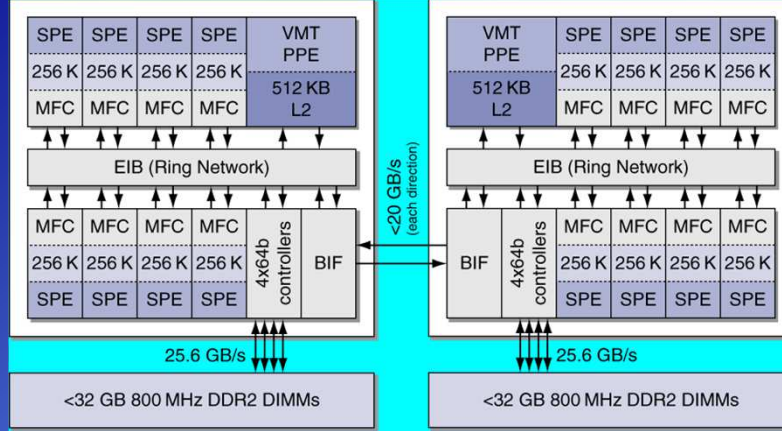 SPE SPE SPE SPE VMT
PPE
256 K 256 K 256 K 256 K
512 KB
L2
MFC MFC MFC MFC
EIB (Ring Network)
MFC MFC MFC MFC
256 K 256 K 256 K 256 K
SPE SPE SPE SPE
4x64b
controllers
BIF
<20 GB/s
(each direction)
VMT
PPE
SPE SPE SPE SPE
256 K 256 K 256 K 256 K
512 KB
L2
MFC MFC MFC MFC
EIB (Ring Network)
BIF
4x64b
controllers
MFC MFC MFC MFC
256 K 256 K 256 K 256 K
SPE SPE SPE SPE
25.6 GB/s
25.6 GB/s
<32 GB 800 MHz DDR2 DIMMs
<32 GB 800 MHz DDR2 DIMMs